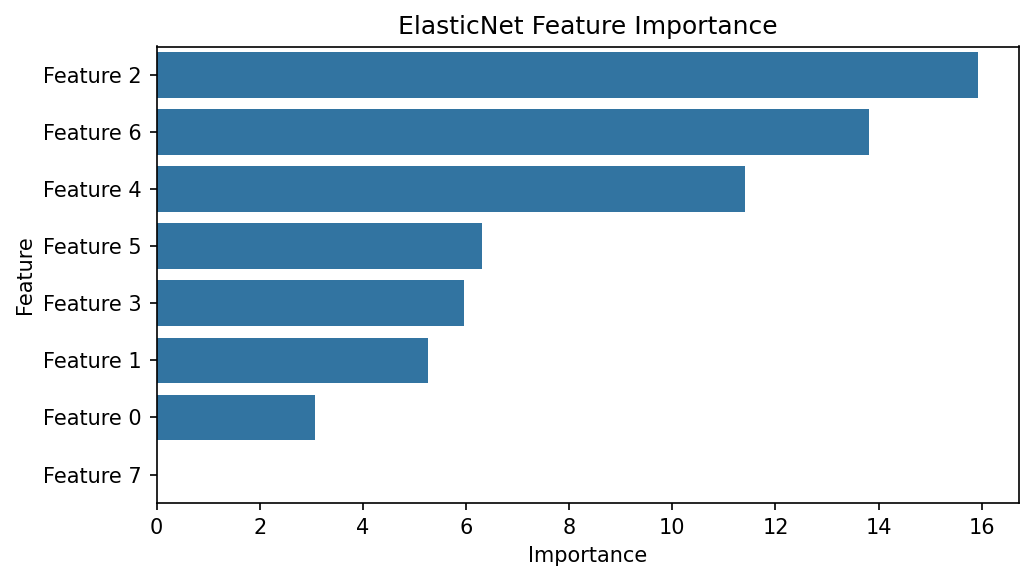 ElasticNet Feature Importance
Feature 2
Feature 6
Feature 4
Feature 5
Feature 3
Feature 1
Feature 0
Feature 7
Feature
0 2 4 6 8 10 12 14 16
Importance